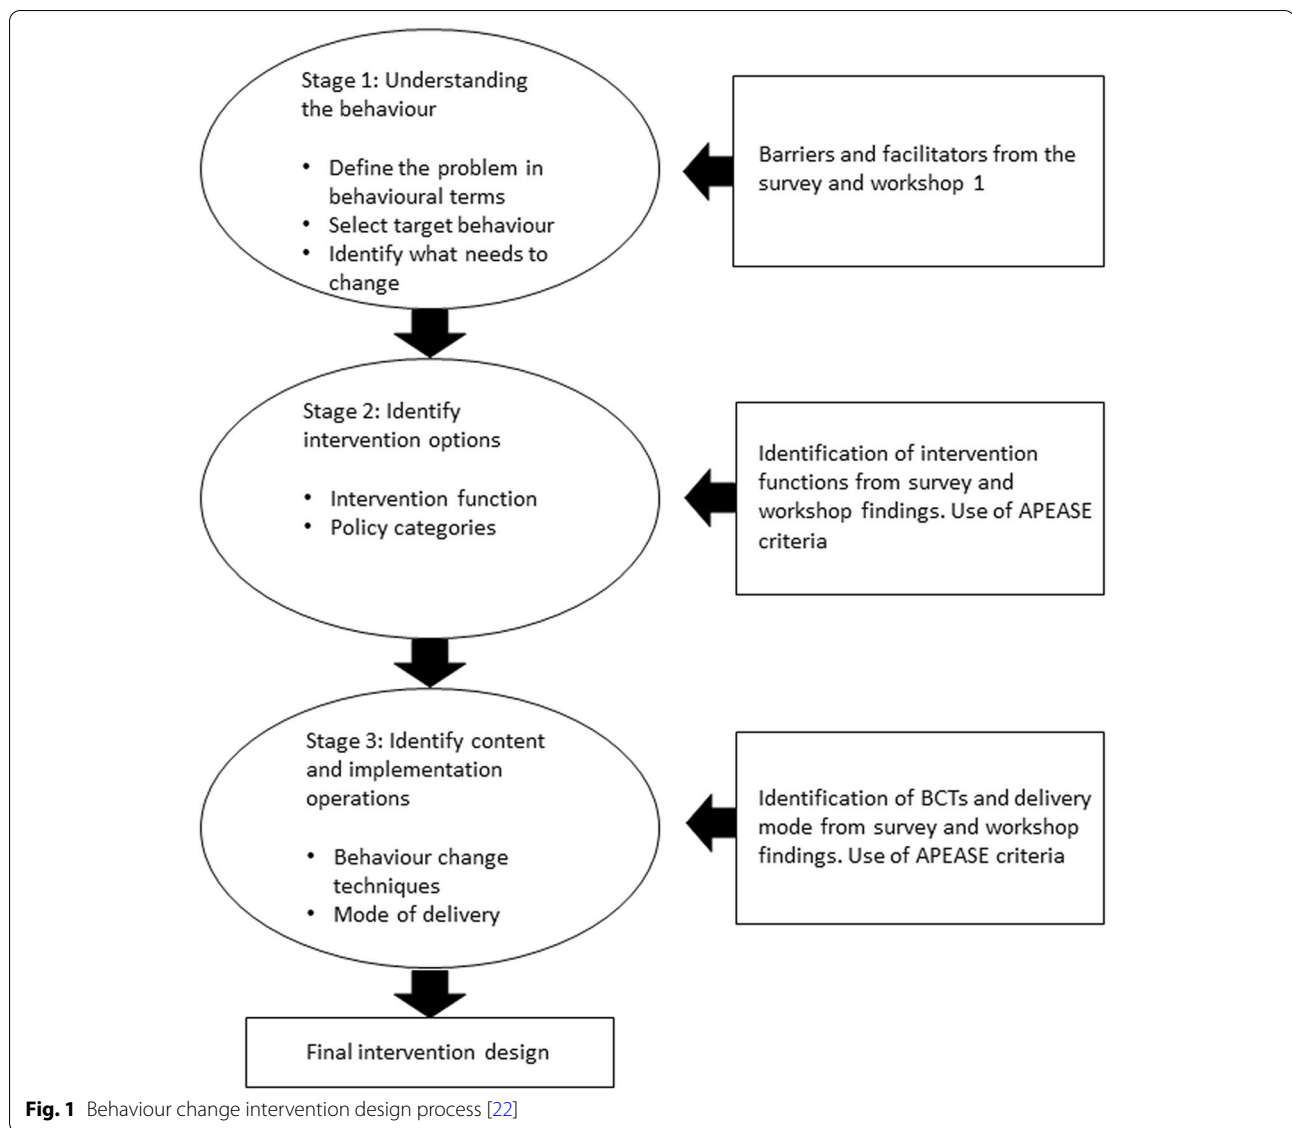 Stage 1: Understanding
the behaviour
• Define the problem in
behavioural terms
• Select target behaviour
• Identify what needs to
change
Barriers and facilitators from the
survey and workshop 1
Stage 2: Identify
intervention options
• Intervention function
• Policy categories
Identification of intervention
functions from survey and
workshop findings. Use of APEASE
criteria
Stage 3: Identify content
and implementation
operations
• Behaviour change
techniques
• Mode of delivery
Identification of BCTs and delivery
mode from survey and workshop
findings. Use of APEASE criteria
Final intervention design
Fig. 1 Behaviour change intervention design process [22]